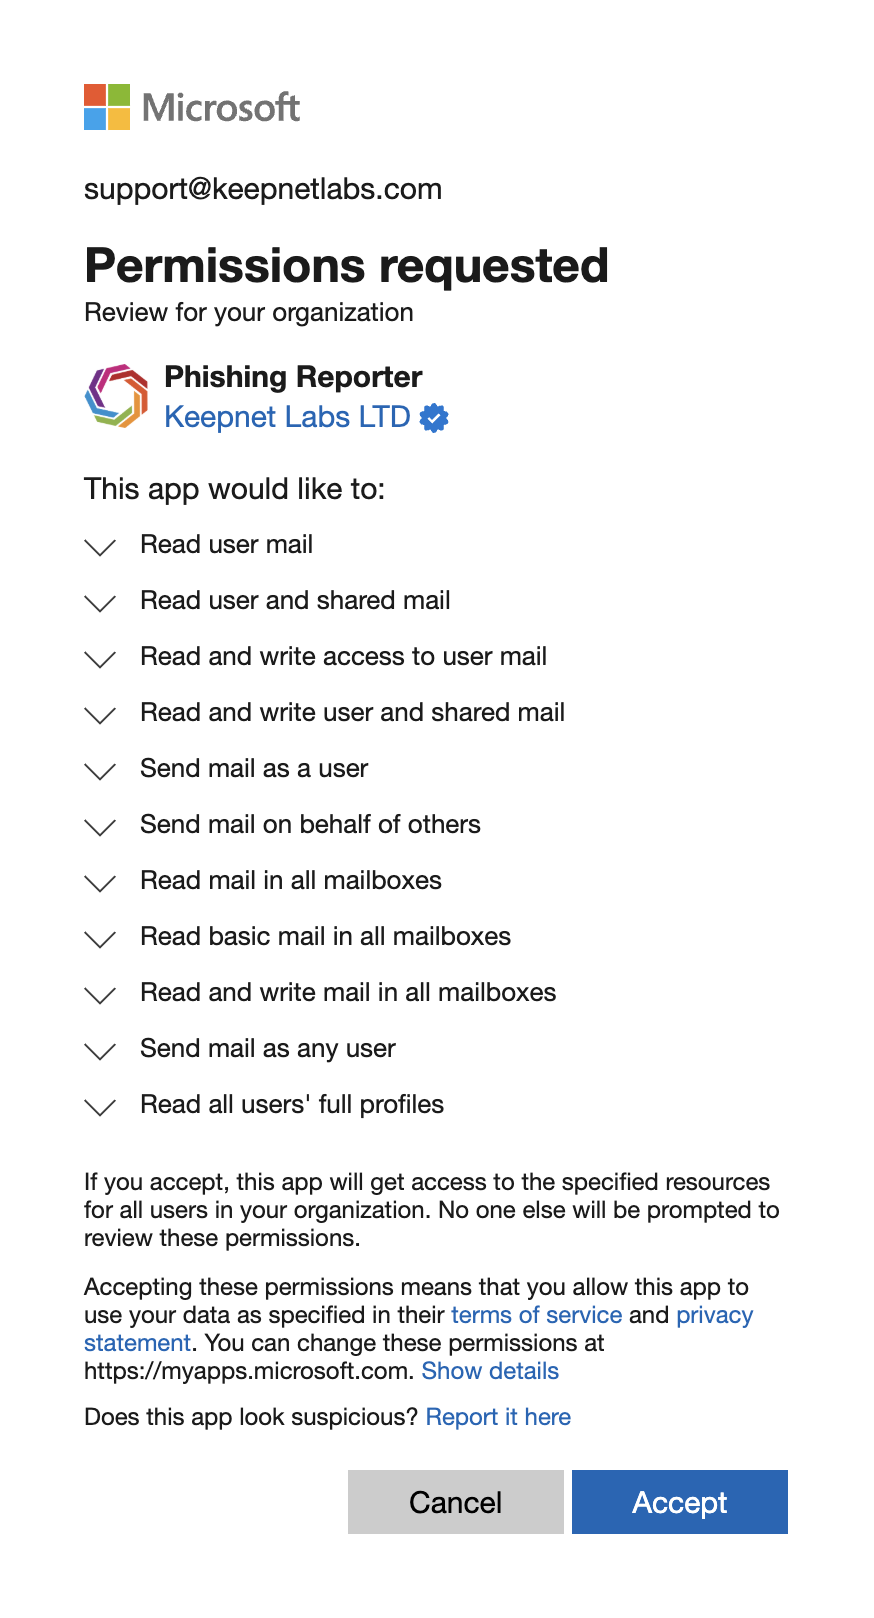 Microsoft
support@keepnetlabs.com
Permissions requested
Review for your organization
Phishing Reporter
Keepnet Labs LTD
This app would like to:
Read user mail
Read user and shared mail
Read and write access to user mail
Read and write user and shared mail
Send mail as a user
Send mail on behalf of others
Read mail in all mailboxes
Read basic mail in all mailboxes
Read and write mail in all mailboxes
Send mail as any user
Read all users' full profiles
If you accept, this app will get access to the specified resources
for all users in your organization. No one else will be prompted to
review these permissions.
Accepting these permissions means that you allow this app to
use your data as specified in their terms of service and privacy
statement. You can change these permissions at
https://myapps.microsoft.com. Show details
Does this app look suspicious? Report it here
Cancel Accept